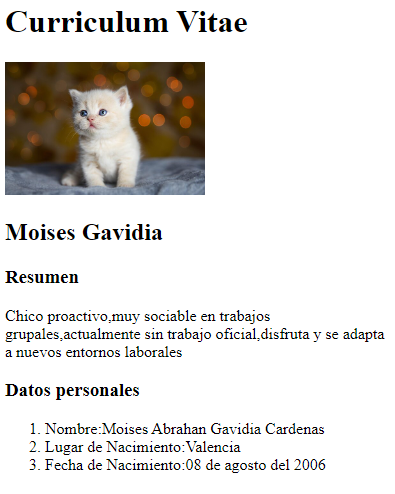 Curriculum Vitae
Moises Gavidia
Resumen
Chico proactivo,muy sociable en trabajos
grupales,actualmente sin trabajo oficial,disfruta y se adapta
a nuevos entornos laborales
Datos personales
1. Nombre:Moises Abrahan Gavidia Cardenas
2. Lugar de Nacimiento:Valencia
3. Fecha de Nacimiento:08 de agosto del 2006